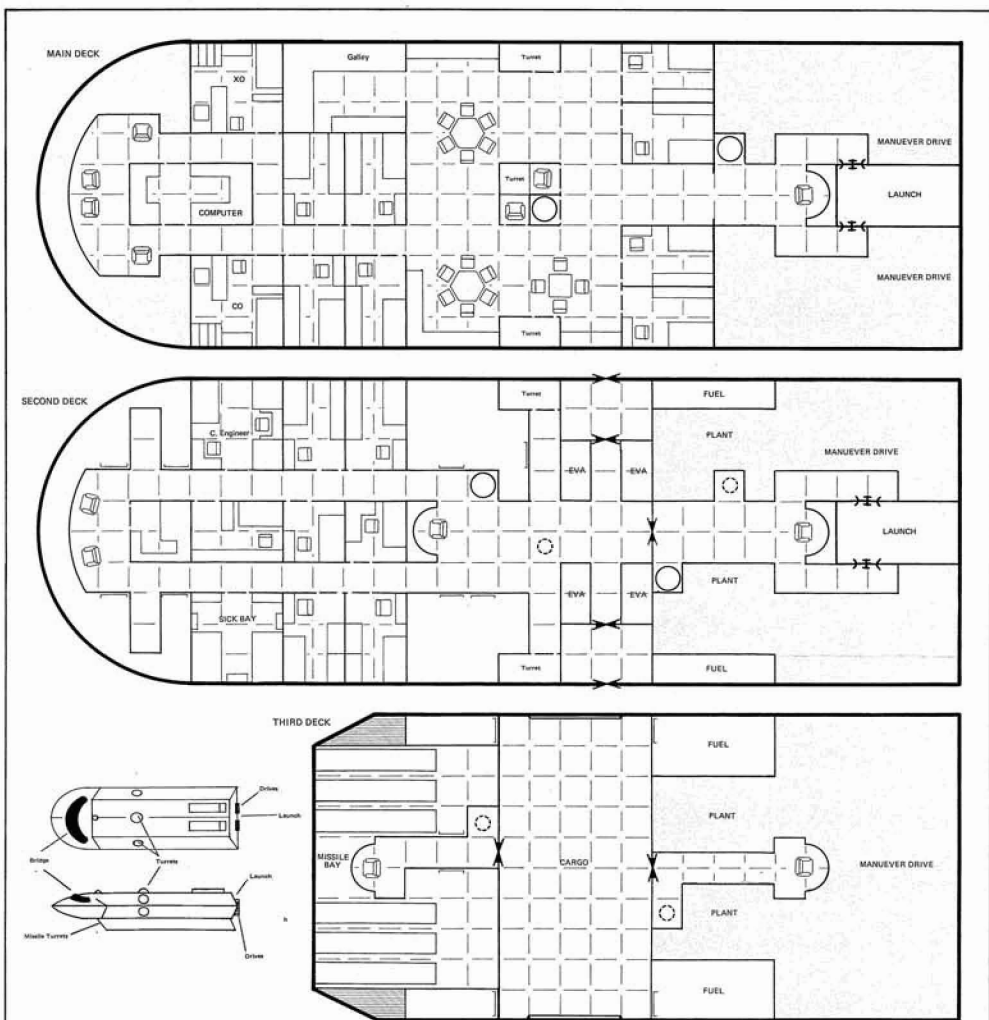 MAIN DECK
XO
Galley
Turret
MANUEVER DRIVE
Turret
LAUNCH
COMPUTER
CO
MANUEVER DRIVE
Turret
SECOND DECK
Turret
FUEL
C. Engineer
PLANT
MANUEVER DRIVE
EVA
EVA
LAUNCH
PLANT
EVA
EVA
SICK BAY
Turret
FUEL
THIRD DECK
FUEL
Drives
Launch
PLANT
Bridge
Turrets
MISSILE
BAY
CARGO
MANUEVER DRIVE
Launch
h
PLANT
Missile Turrets
Drives
FUEL